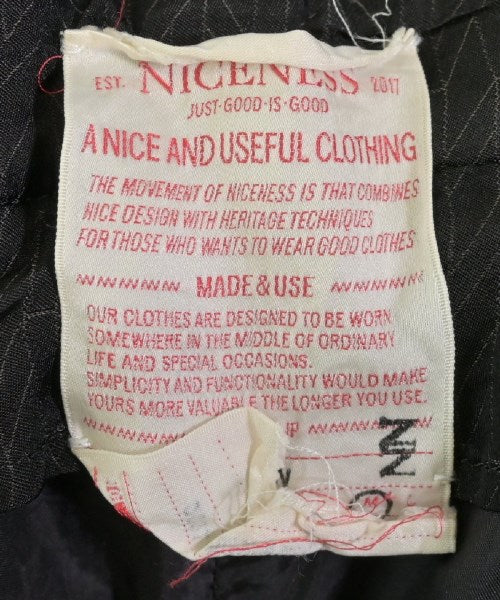 EST. NICENESS 2017
JUST·GOOD·IS·GOOD
A NICE AND USEFUL CLOTHING
THE MOVEMENT OF NICENESS IS THAT COMBINES
NICE DESIGN WITH HERITAGE TECHNIQUES
FOR THOSE WHO WANTS TO WEAR GOOD CLOTHES
MADE & USE
OUR CLOTHES ARE DESIGNED TO BE WORN
SOMEWHERE IN THE MIDDLE OF ORDINARY
LIFE AND SPECIAL OCCASIONS.
SIMPLICITY AND FUNCTIONALITY WOULD MAKE
YOURS MORE VALUABLE THE LONGER YOU USE.
NN
M L